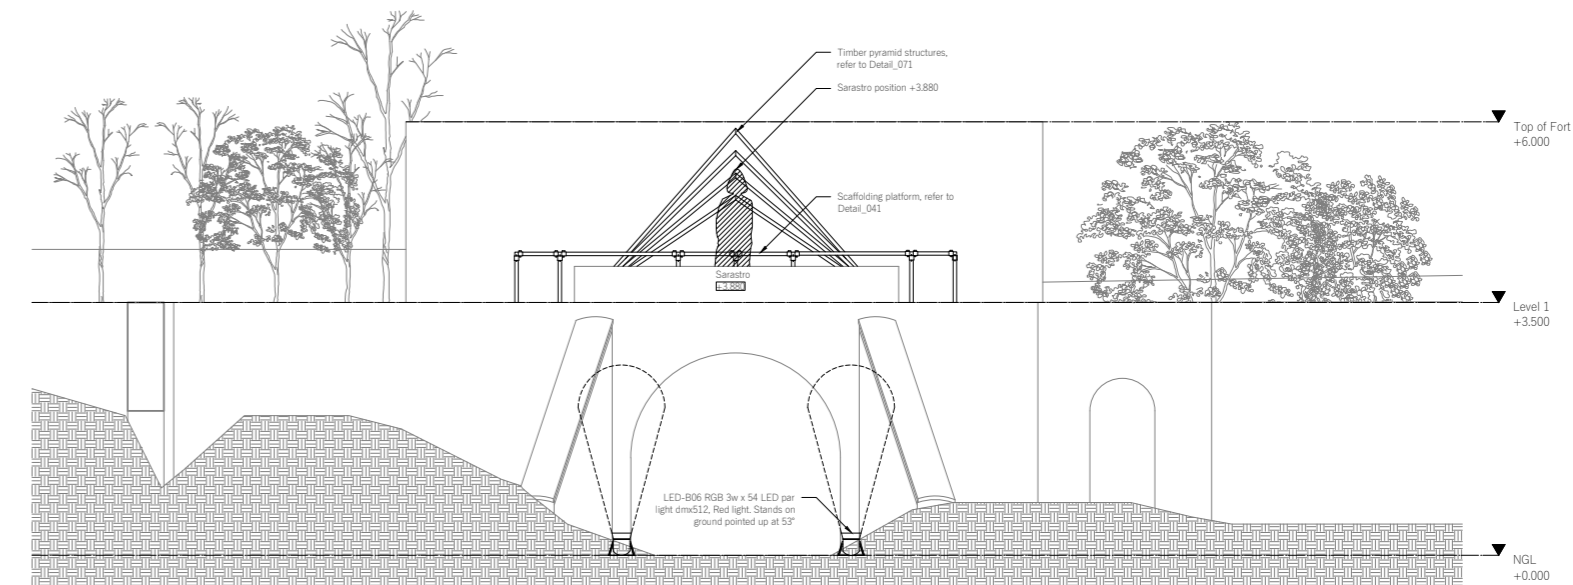 Timber pyramid structures,
refer to Detail_071
Sarastro position +3.880
Top of Fort
+6.000
Scaffolding platform, refer to
Detail_041
Sarastro
+3.880
Level 1
+3.500
LED-B06 RGB 3w x 54 LED par
light dmx512, Red light. Stands on
ground pointed up at 53°
NGL
+0.000